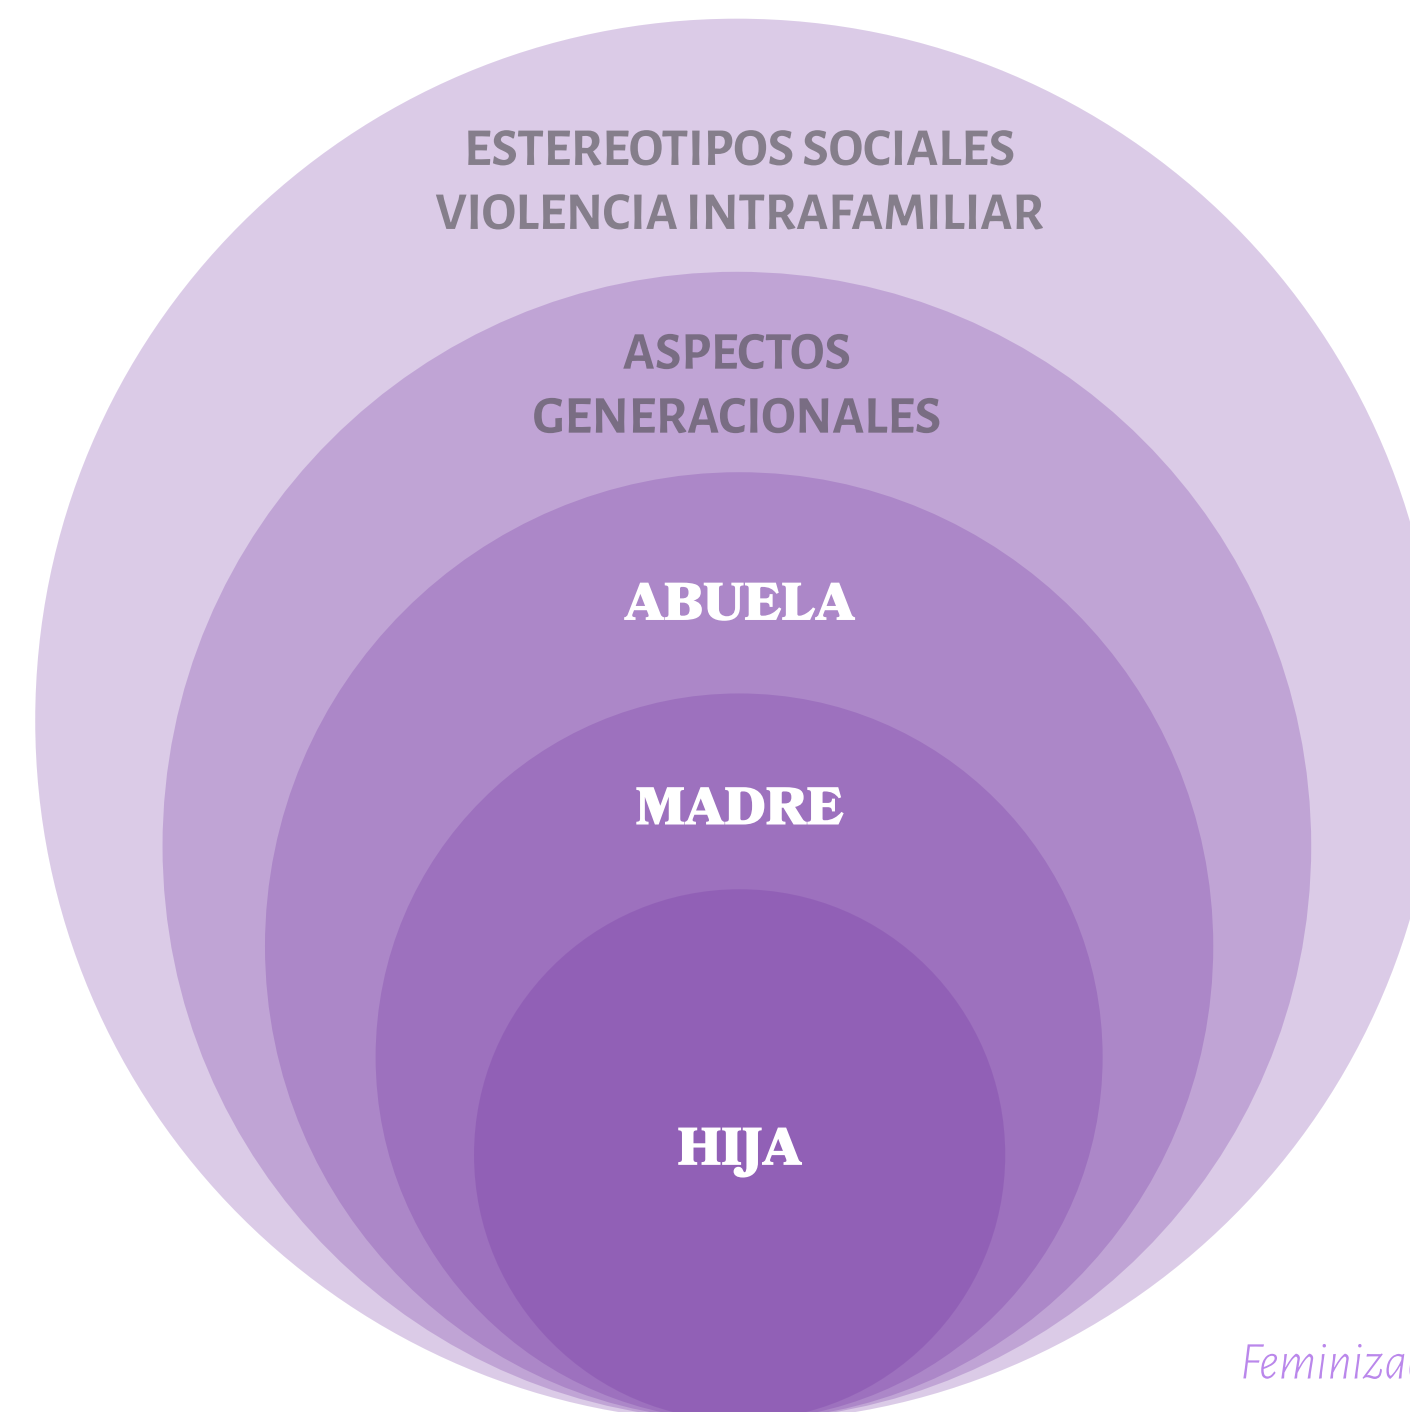 ESTEREOTIPOS SOCIALES
VIOLENCIA INTRAFAMILIAR
ASPECTOS
GENERACIONALES
ABUELA
MADRE
HIJA